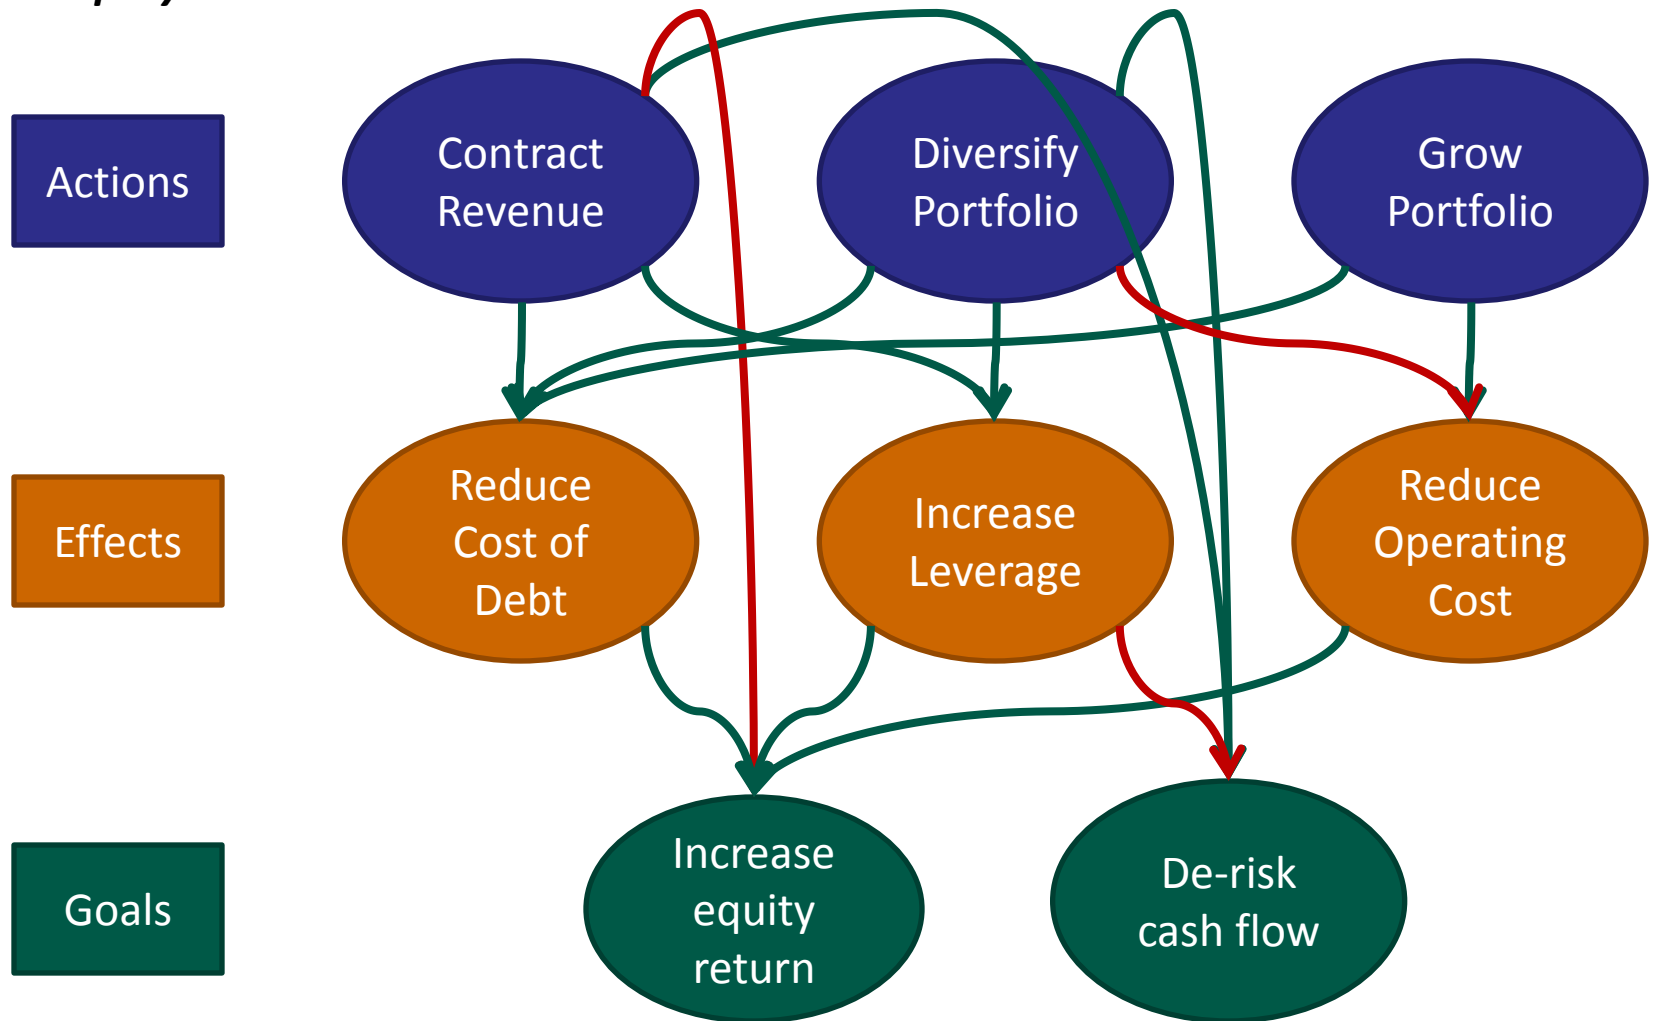 Actions
Contract
Revenue
Diversify
Portfolio
Grow
Portfolio
Effects
Reduce
Cost of
Debt
Increase
Leverage
Reduce
Operating
Cost
Goals
Increase
equity
return
De-risk
cash flow